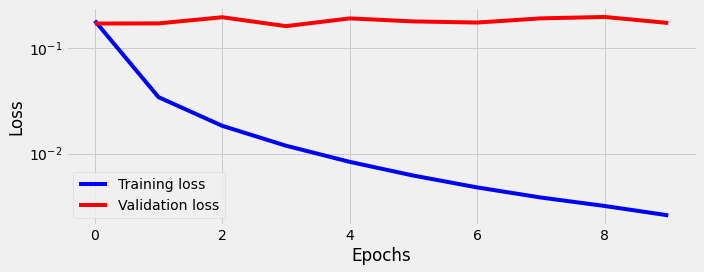 10⁻¹
10⁻²
Loss
Training loss
Validation loss
0 2 4 6 8
Epochs